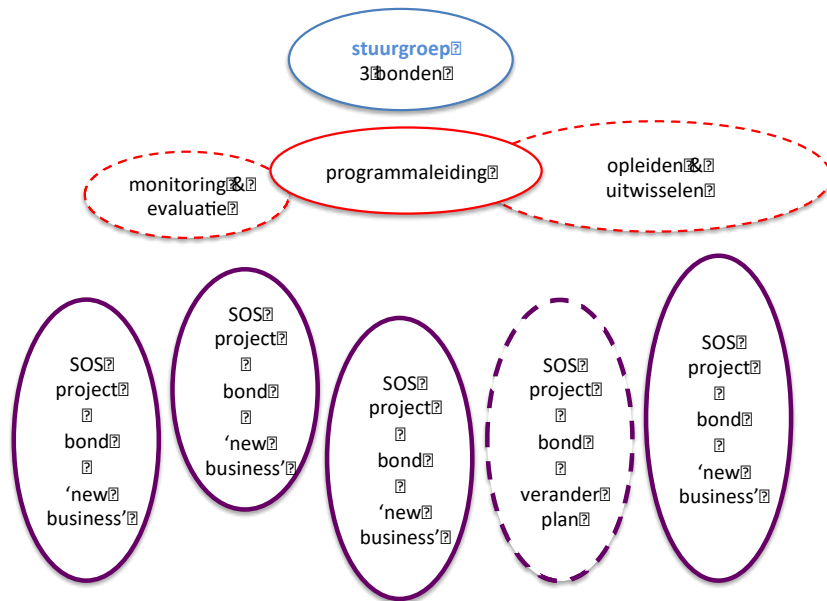 stuurgroep
3 bonden
programmaleiding
monitoring &
evaluatie
opleiden &
uitwisselen
SOS
project
bond
‘new
business’
SOS
project
bond
‘new
business’
SOS
project
bond
‘new
business’
SOS
project
bond
verander
plan
SOS
project
bond
‘new
business’